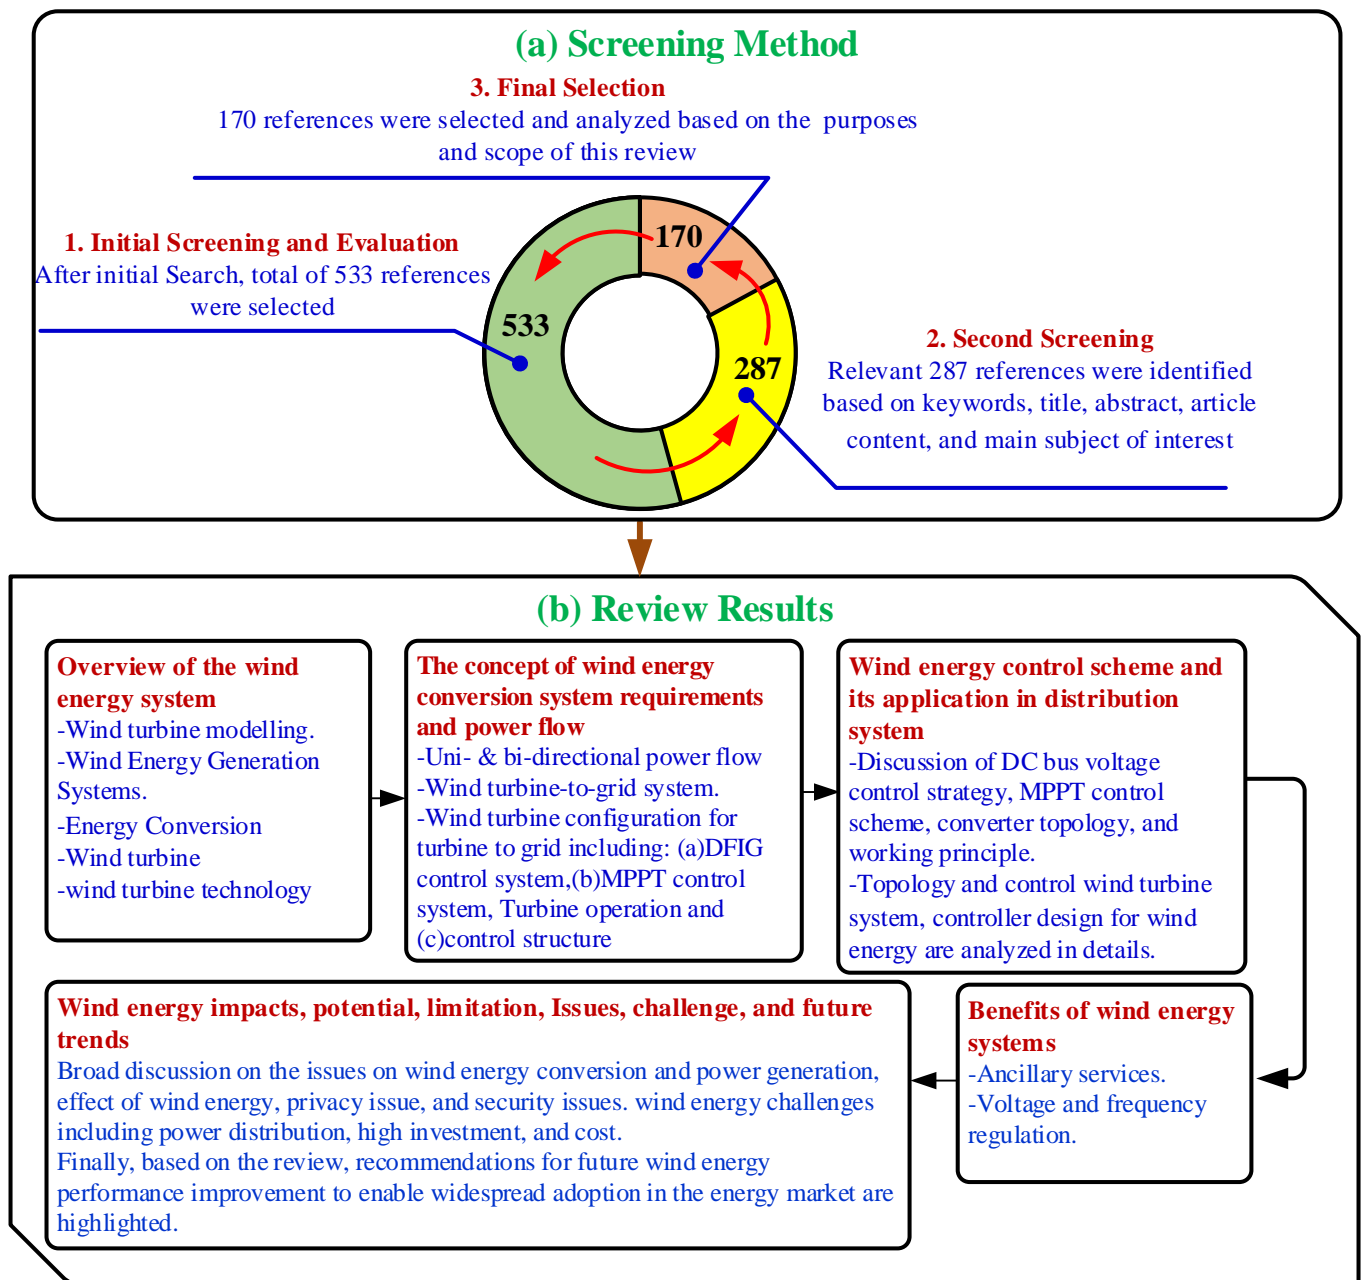 (a) Screening Method
3. Final Selection
170 references were selected and analyzed based on the purposes
and scope of this review
1. Initial Screening and Evaluation
After initial Search, total of 533 references
were selected
170
533
287
2. Second Screening
Relevant 287 references were identified
based on keywords, title, abstract, article
content, and main subject of interest
(b) Review Results
Overview of the wind
energy system
-Wind turbine modelling.
-Wind Energy Generation
Systems.
-Energy Conversion
-Wind turbine
-wind turbine technology
The concept of wind energy
conversion system requirements
and power flow
-Uni- & bi-directional power flow
-Wind turbine-to-grid system.
-Wind turbine configuration for
turbine to grid including: (a)DFIG
control system,(b)MPPT control
system, Turbine operation and
(c)control structure
Wind energy control scheme and
its application in distribution
system
-Discussion of DC bus voltage
control strategy, MPPT control
scheme, converter topology, and
working principle.
-Topology and control wind turbine
system, controller design for wind
energy are analyzed in details.
Benefits of wind energy
systems
-Ancillary services.
-Voltage and frequency
regulation.
Wind energy impacts, potential, limitation, Issues, challenge, and future
trends
Broad discussion on the issues on wind energy conversion and power generation,
effect of wind energy, privacy issue, and security issues. wind energy challenges
including power distribution, high investment, and cost.
Finally, based on the review, recommendations for future wind energy
performance improvement to enable widespread adoption in the energy market are
highlighted.